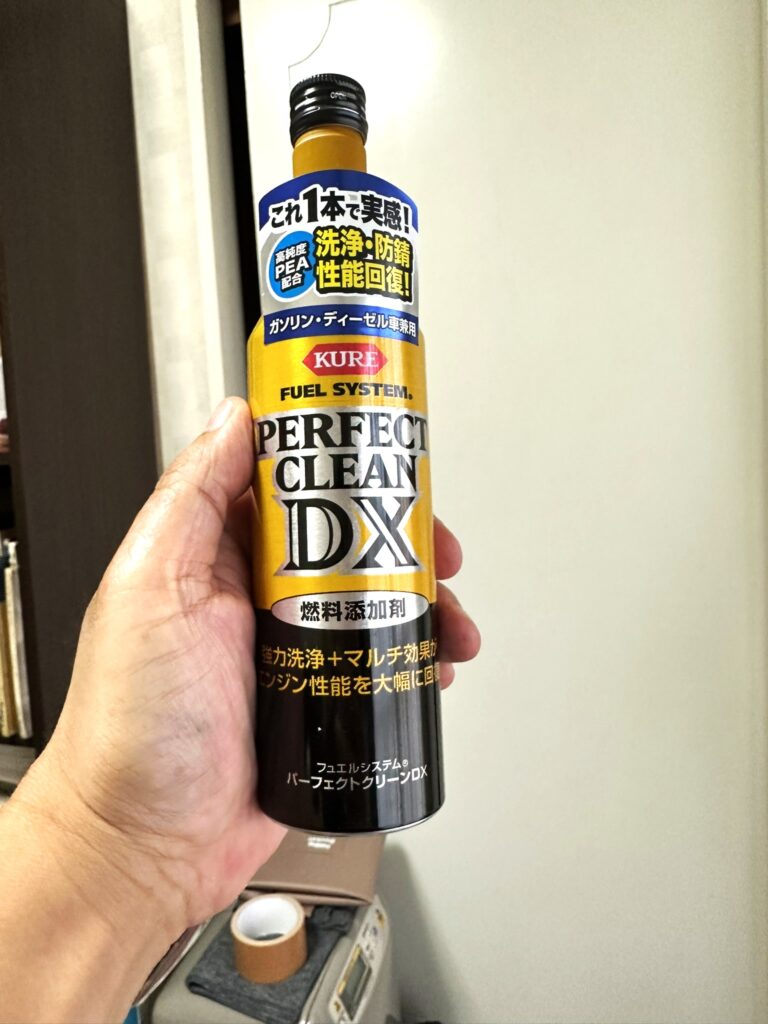 OPEN
これ1本で実感!
高純度
PEA
配合
洗浄・防錆
性能回復!
ガソリン・ディーゼル車兼用
KURE
FUEL SYSTEM®
PERFECT
CLEAN
DX
燃料添加剤
強力洗浄+マルチ効果が
エンジン性能を大幅に回復
フュエルシステム®
パーフェクトクリーンDX